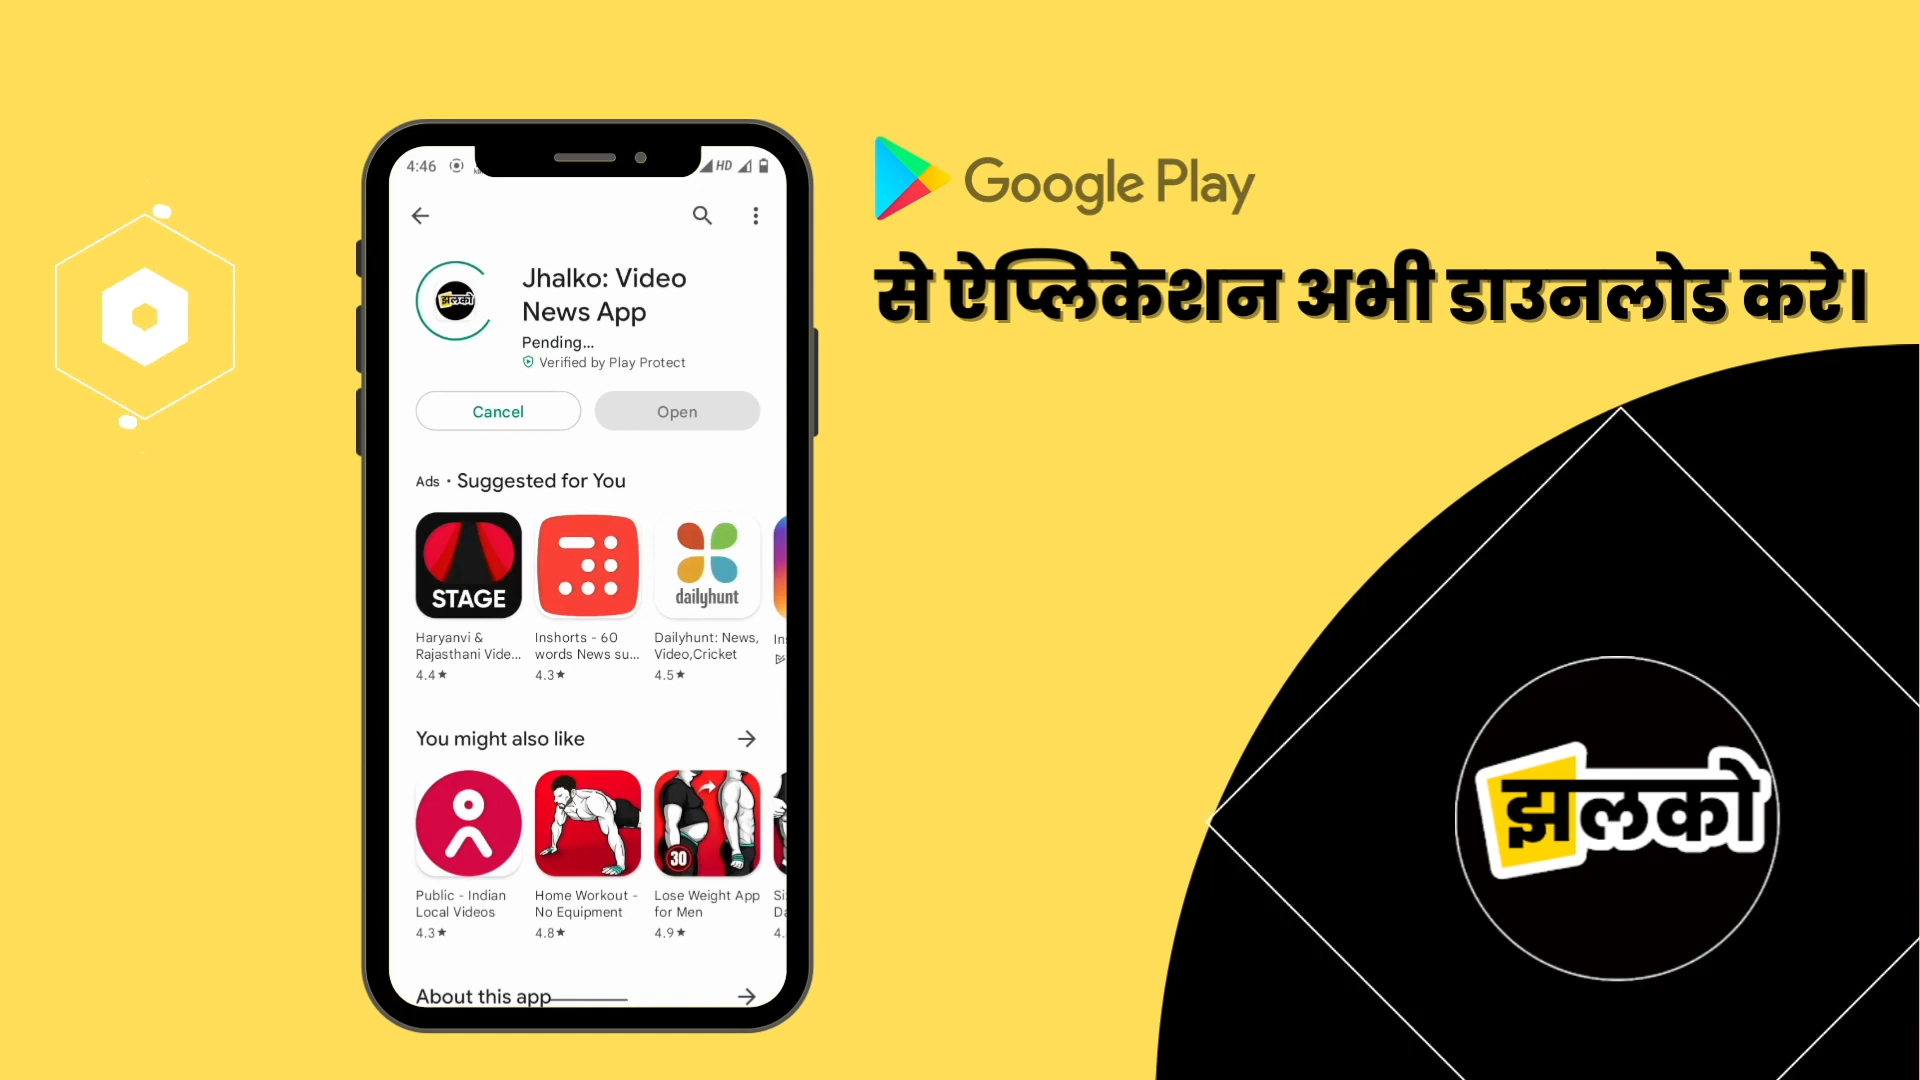 4:46
HD
Jhalko: Video
News App
Pending...
Verified by Play Protect
Cancel
Open
Ads • Suggested for You
STAGE
dailyhunt
Haryanvi &
Rajasthani Vide...
4.4★
Inshorts - 60
words News su...
4.3★
Dailyhunt: News,
Video,Cricket
4.5★
You might also like
30
Public - Indian
Local Videos
4.3★
Home Workout -
No Equipment
4.8★
Lose Weight App
for Men
4.9★
About this app
Google Play
से ऐप्लिकेशन अभी डाउनलोड करे।
झलको
झलको